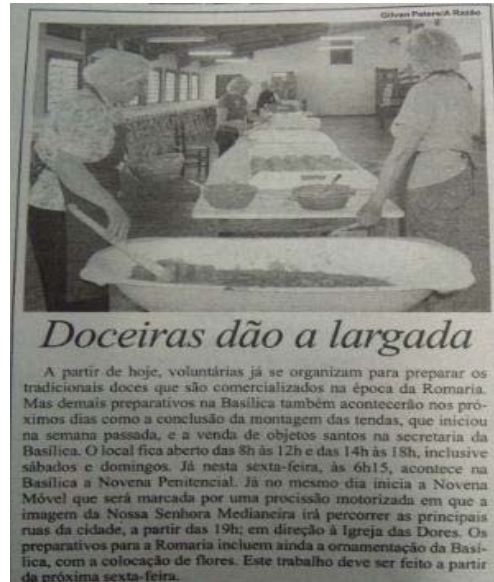 Gilvan Peters/A Razão
Doceiras dão a largada
A partir de hoje, voluntárias já se organizam para preparar os
tradicionais doces que são comercializados na época da Romaria.
Mas demais preparativos na Basílica também acontecerão nos pró-
ximos dias como a conclusão da montagem das tendas, que iniciou
na semana passada, e a venda de objetos santos na secretaria da
Basílica. O local fica aberto das 8h às 12h e das 14h às 18h, inclusive
sábados e domingos. Já nesta sexta-feira, às 6h15, acontece na
Basílica a Novena Penitencial. Já no mesmo dia inicia a Novena
Móvel que será marcada por uma procissão motorizada em que a
imagem da Nossa Senhora Medianeira irá percorrer as principais
ruas da cidade, a partir das 19h; em direção à Igreja das Dores. Os
preparativos para a Romaria incluem ainda a ornamentação da Basí-
lica, com a colocação de flores. Este trabalho deve ser feito a partir
da próxima sexta-feira.